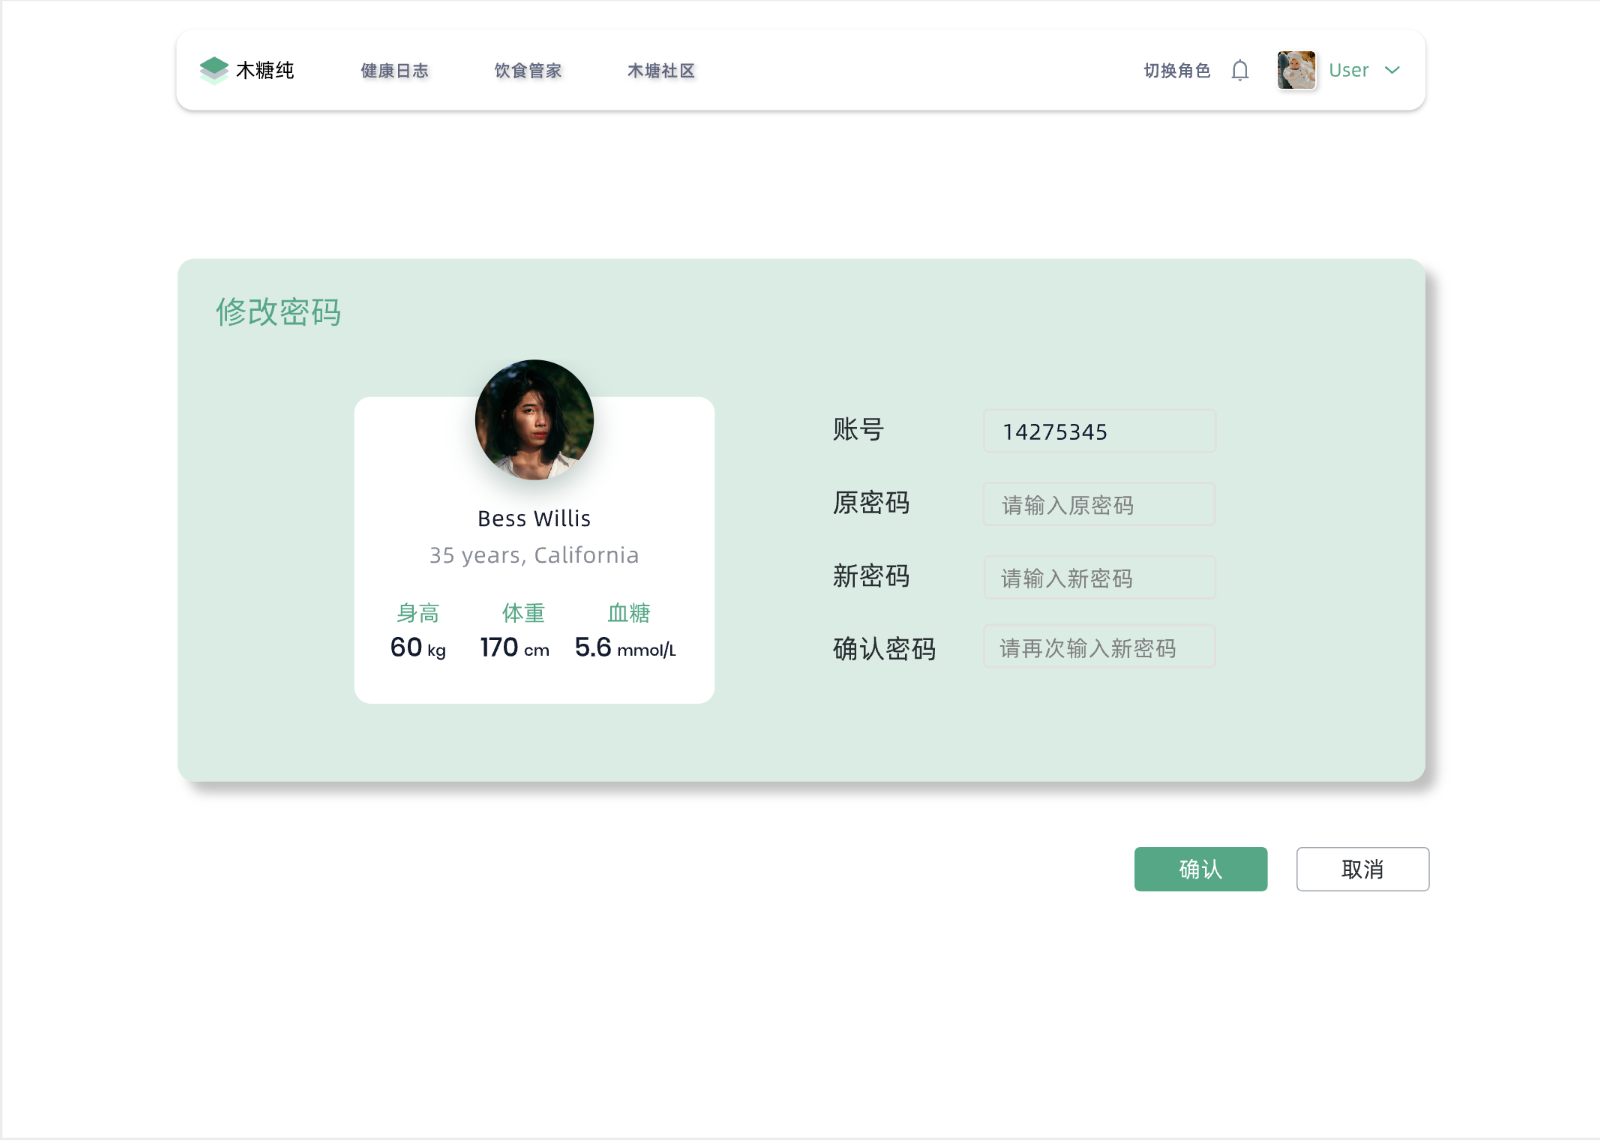 木糖纯 健康日志 饮食管家 木塘社区 切换角色 User
修改密码
Bess Willis
35 years, California
身高 体重 血糖
60 kg 170 cm 5.6 mmol/L
账号 14275345
原密码 请输入原密码
新密码 请输入新密码
确认密码 请再次输入新密码
确认 取消